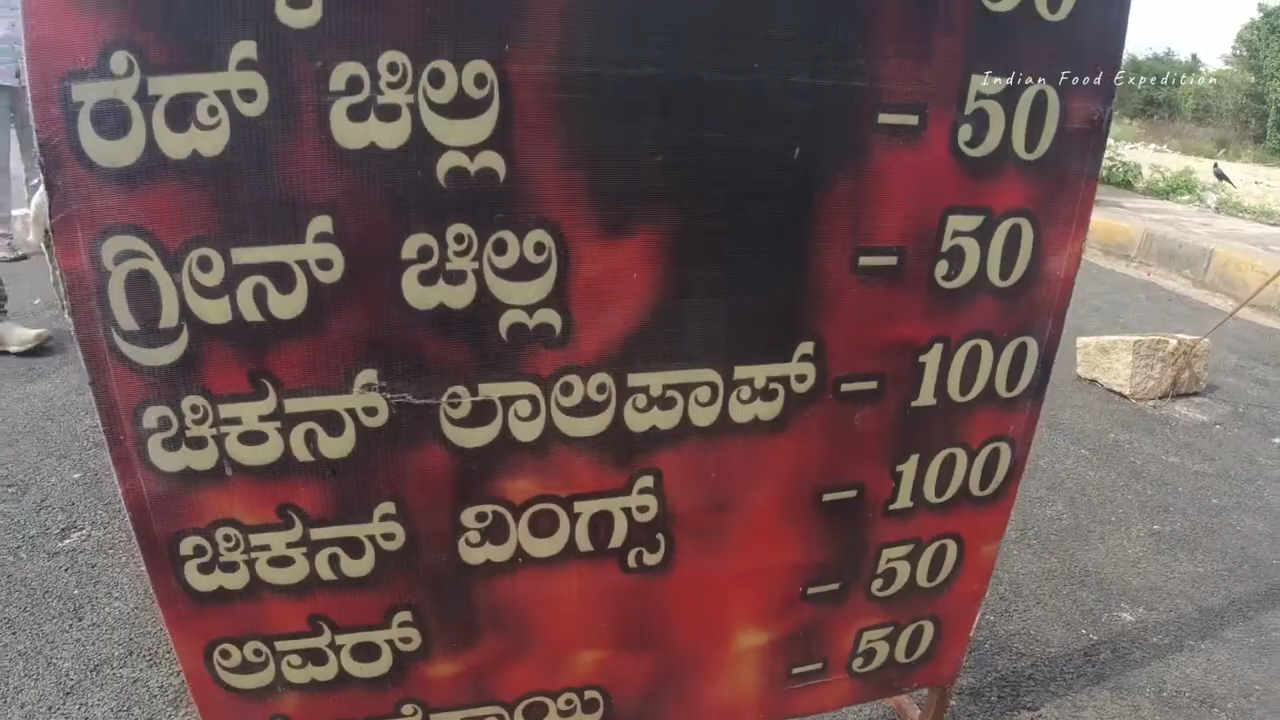 Indian Food Expedition
ರೆಡ್ ಚಿಲ್ಲಿ - 50
ಗ್ರೀನ್ ಚಿಲ್ಲಿ - 50
ಚಿಕನ್ ಲಾಲಿಪಾಪ್ - 100
ಚಿಕನ್ ವಿಂಗ್ಸ್ - 100
ಲಿವರ್ - 50
- 50